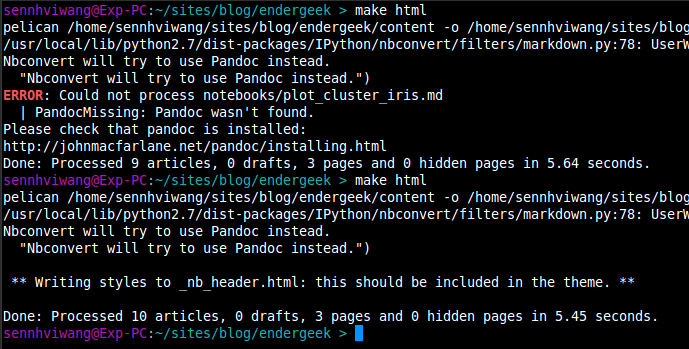 sennhviwang@Exp-PC:~/sites/blog/endergeek > make html
pelican /home/sennhviwang/sites/blog/endergeek/content -o /home/sennhviwang/sites/blog
/usr/local/lib/python2.7/dist-packages/IPython/nbconvert/filters/markdown.py:78: UserW
Nbconvert will try to use Pandoc instead.
  "Nbconvert will try to use Pandoc instead.")
ERROR: Could not process notebooks/plot_cluster_iris.md
  | PandocMissing: Pandoc wasn't found.
Please check that pandoc is installed:
http://johnmacfarlane.net/pandoc/installing.html
Done: Processed 9 articles, 0 drafts, 3 pages and 0 hidden pages in 5.64 seconds.
sennhviwang@Exp-PC:~/sites/blog/endergeek > make html
pelican /home/sennhviwang/sites/blog/endergeek/content -o /home/sennhviwang/sites/blog
/usr/local/lib/python2.7/dist-packages/IPython/nbconvert/filters/markdown.py:78: UserW
Nbconvert will try to use Pandoc instead.
  "Nbconvert will try to use Pandoc instead.")
 ** Writing styles to _nb_header.html: this should be included in the theme. **
Done: Processed 10 articles, 0 drafts, 3 pages and 0 hidden pages in 5.45 seconds.
sennhviwang@Exp-PC:~/sites/blog/endergeek >